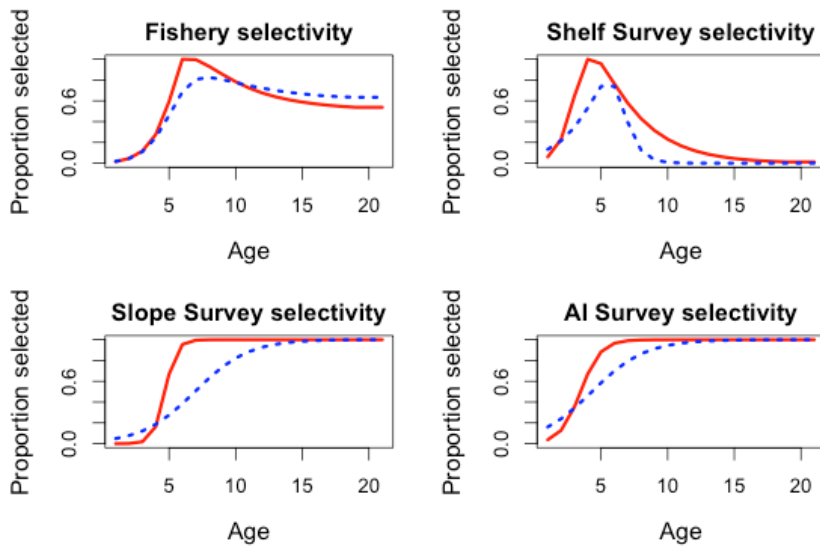 Fishery selectivity
Proportion selected
0.0 0.6
5 10 15 20
Age
Shelf Survey selectivity
Proportion selected
0.0 0.6
5 10 15 20
Age
Slope Survey selectivity
Proportion selected
0.0 0.6
5 10 15 20
Age
AI Survey selectivity
Proportion selected
0.0 0.6
5 10 15 20
Age